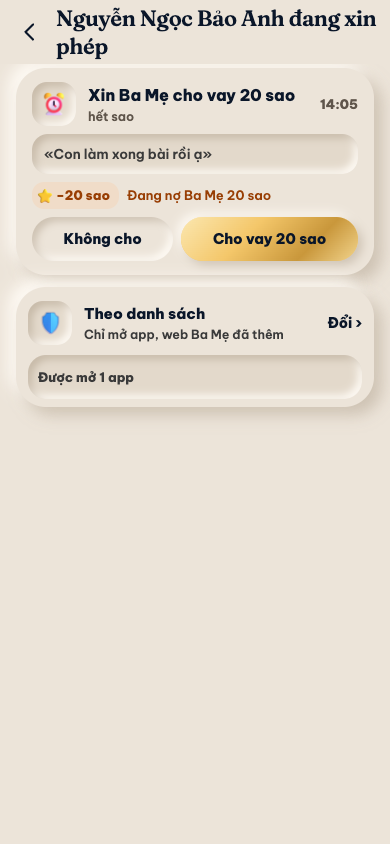 Nguyễn Ngọc Bảo Anh đang xin
phép
Xin Ba Mẹ cho vay 20 sao
14:05
hết sao
«Con làm xong bài rồi ạ»
−20 sao
Đang nợ Ba Mẹ 20 sao
Không cho
Cho vay 20 sao
Theo danh sách
Chỉ mở app, web Ba Mẹ đã thêm
Đổi ›
Được mở 1 app